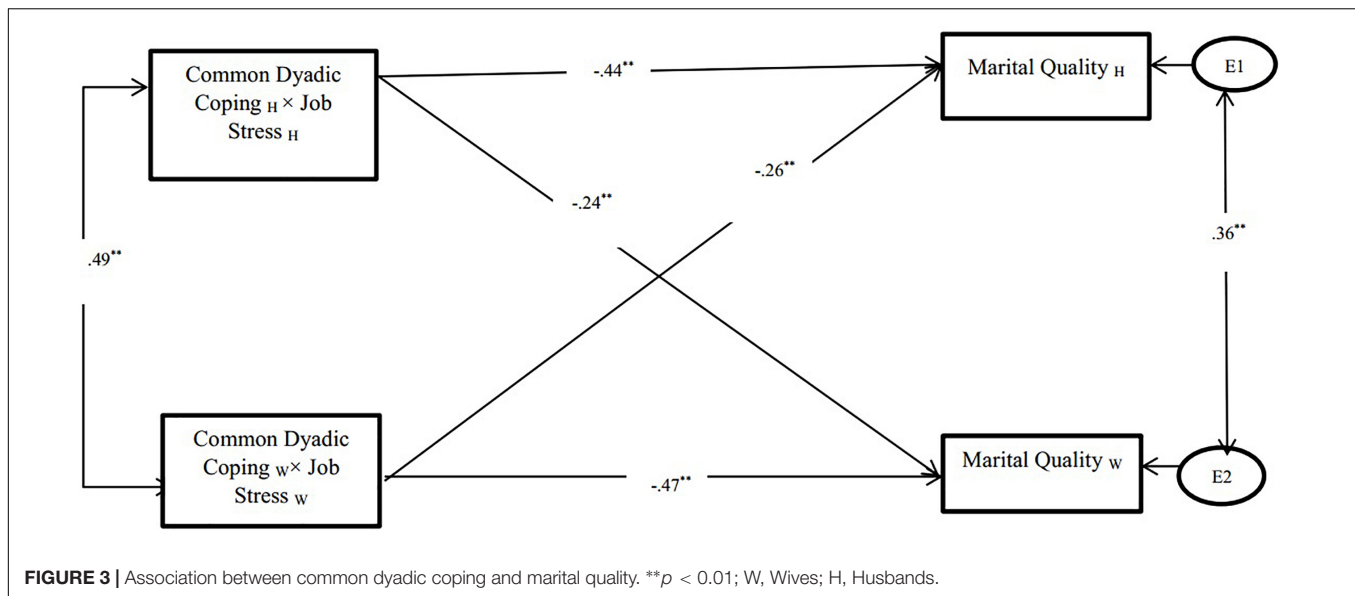 Common Dyadic
Coping H × Job
Stress H
-.44**
Marital Quality H
E1
-.26**
-.24**
.49**
.36**
Common Dyadic
Coping W× Job
Stress W
-.47**
Marital Quality W
E2
FIGURE 3 | Association between common dyadic coping and marital quality. **p < 0.01; W, Wives; H, Husbands.